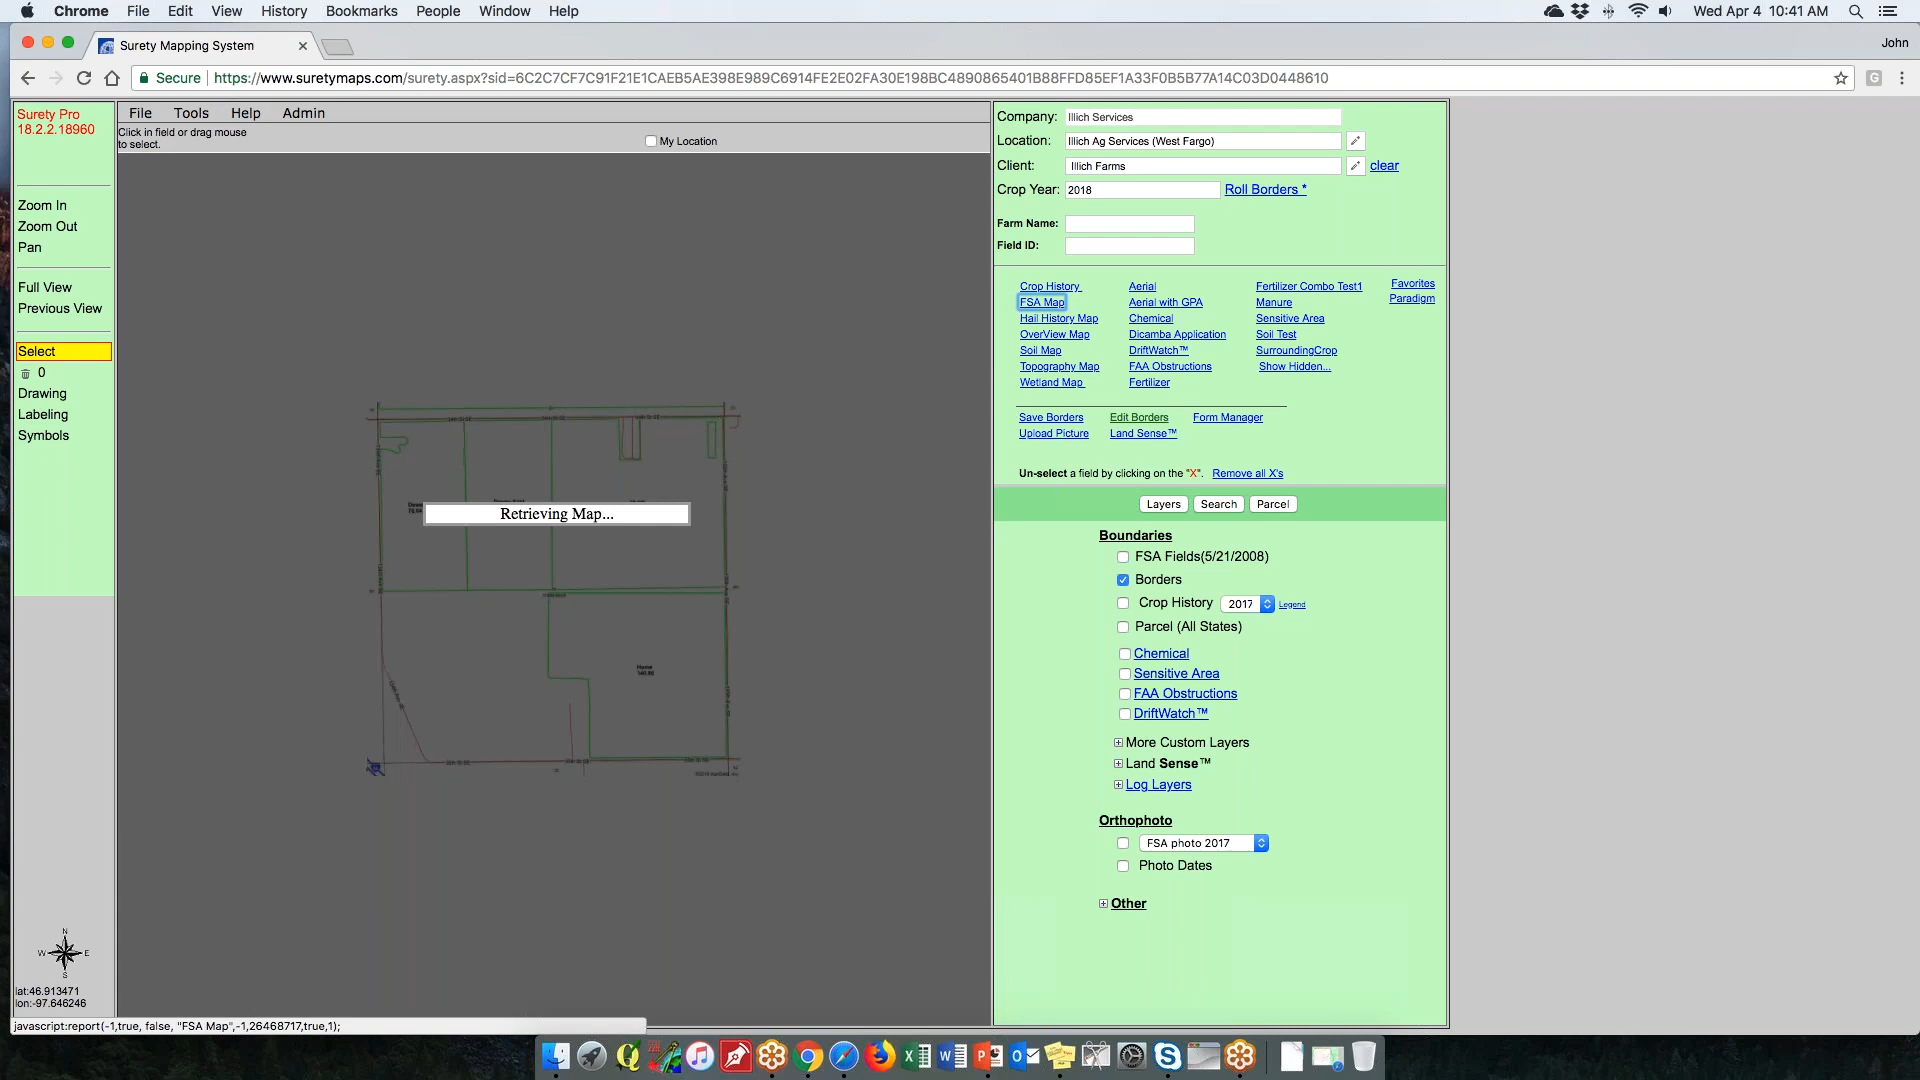 Chrome File Edit View History Bookmarks People Window Help Wed Apr 4 10:41 AM
Surety Mapping System John
Secure https://www.suretymaps.com/surety.aspx?sid=6C2C7CF7C91F21E1CAEB5AE398E989C6914FE2E02FA30E198BC4890865401B88FFD85EF1A33F0B5B77A14C03D0448610
Surety Pro
18.2.2.18960
Zoom In
Zoom Out
Pan
Full View
Previous View
Select
0
Drawing
Labeling
Symbols
N
W E
S
lat:46.913471
lon:-97.646246
javascript:report(-1,true, false, "FSA Map",-1,26468717,true,1);
File Tools Help Admin
Click in field or drag mouse
to select.
My Location
Retrieving Map...
Home
Company: Illich Services
Location: Illich Ag Services (West Fargo)
Client: Illich Farms clear
Crop Year: 2018 Roll Borders *
Farm Name:
Field ID:
Crop History Aerial Fertilizer Combo Test1 Favorites
FSA Map Aerial with GPA Manure Paradigm
Hail History Map Chemical Sensitive Area
OverView Map Dicamba Application Soil Test
Soil Map DriftWatch™ SurroundingCrop
Topography Map FAA Obstructions Show Hidden...
Wetland Map Fertilizer
Save Borders Edit Borders Form Manager
Upload Picture Land Sense™
Un-select a field by clicking on the "X". Remove all X's
Layers Search Parcel
Boundaries
FSA Fields(5/21/2008)
Borders
Crop History 2017 Legend
Parcel (All States)
Chemical
Sensitive Area
FAA Obstructions
DriftWatch™
More Custom Layers
Land Sense™
Log Layers
Orthophoto
FSA photo 2017
Photo Dates
Other